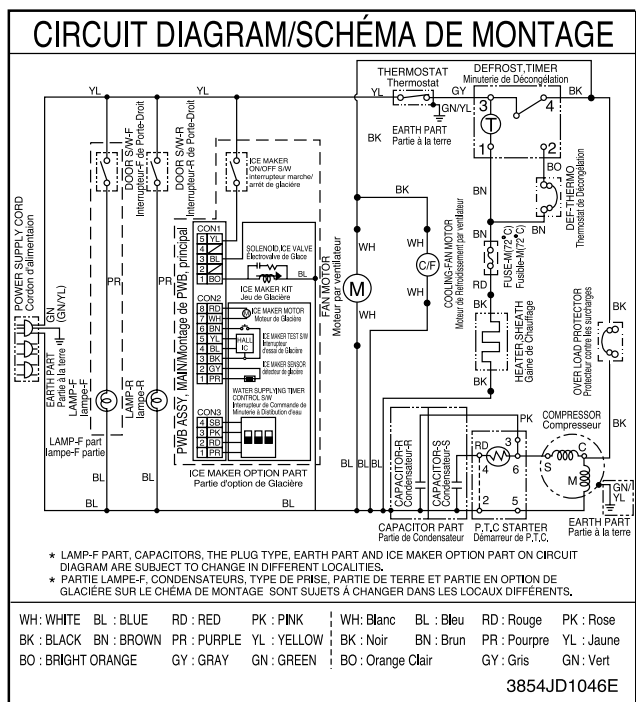 CIRCUIT DIAGRAM/SCHÉMA DE MONTAGE
THERMOSTAT
Thermostat
DEFROST,TIMER
Minuterie de Décongélation
YL
YL
YL
GY
3
4
BK
GN/YL
T
EARTH PART
Partie à la terre
1
2
BK
BO
DOOR S/W-F
Interrupteur-F de Porte-Droit
DOOR S/W-R
Interrupteur-R de Porte-Droit
ICE MAKER
ON/OFF S/W
interrupteur marche/
arrêt de glacière
BK
BN
DEF-THERMO
Thermostat de Décongélation
BN
BN
POWER SUPPLY CORD
Cordon d'alimentaion
GN
(GN/YL)
EARTH PART
Partie à la terre
PR
PR
PWB ASSY, MAIN/Montage de PWB, principal
CON1
5 YL
4
3 BL
2
1 BO
SOLENOID,ICE VALVE
Électrovalve de Glace
BL
ICE MAKER KIT
Jeu de Glacière
CON2
8 RD
7 WH
6 BN
5 YL
4 BL
3 BK
2 GY
1 PR
ICE MAKER MOTOR
Moteur de Glacière
HALL
IC
ICE MAKER TEST S/W
Interrupteur
d'essai de Glacière
ICE MAKER SENSOR
détecteur de glacière
WATER SUPPLYING TIMER
CONTROL S/W
Interrupteur de Commande de
Minuterie à Distribution d'eau
CON3
4 SB
3 PK
2 RD
1 PR
ICE MAKER OPTION PART
Partie d'option de Glacière
FAN MOTOR
Moteur par ventilateur
WH
M
WH
WH
C/F
WH
COOLING-FAN MOTOR
Moteur de Refroidissement par ventilateur
FUSE-M(72°C)
Fusible-M(72°C)
RD
BK
HEATER,SHEATH
Gaine de Chauffage
BK
BK
OVER LOAD PROTECTOR
Protecteur contre les surcharges
BK
LAMP-F
lampe-F
LAMP-R
lampe-R
LAMP-F part
lampe-F partie
BL
BL
BL
BL
BL
BL
BL
CAPACITOR-R
Condensateur-R
CAPACITOR-S
Condensateur-S
CAPACITOR PART
Partie de Condensateur
PK
RD
3
4
6
2
5
P.T.C STARTER
Démarreur de P.T.C.
COMPRESSOR
Compresseur
S
C
M
GN/
YL
EARTH PART
Partie à la terre
* LAMP-F PART, CAPACITORS, THE PLUG TYPE, EARTH PART AND ICE MAKER OPTION PART ON CIRCUIT
DIAGRAM ARE SUBJECT TO CHANGE IN DIFFERENT LOCALITIES.
* PARTIE LAMPE-F, CONDENSATEURS, TYPE DE PRISE, PARTIE DE TERRE ET PARTIE EN OPTION DE
GLACIÉRE SUR LE CHÉMA DE MONTAGE SONT SUJETS À CHANGER DANS LES LOCAUX DIFFÉRENTS.
WH: WHITE BL : BLUE RD : RED PK : PINK WH: Blanc BL : Bleu RD : Rouge PK : Rose
BK : BLACK BN : BROWN PR : PURPLE YL : YELLOW BK : Noir BN : Brun PR : Pourpre YL : Jaune
BO : BRIGHT ORANGE GY : GRAY GN : GREEN BO : Orange Clair GY : Gris GN : Vert
3854JD1046E